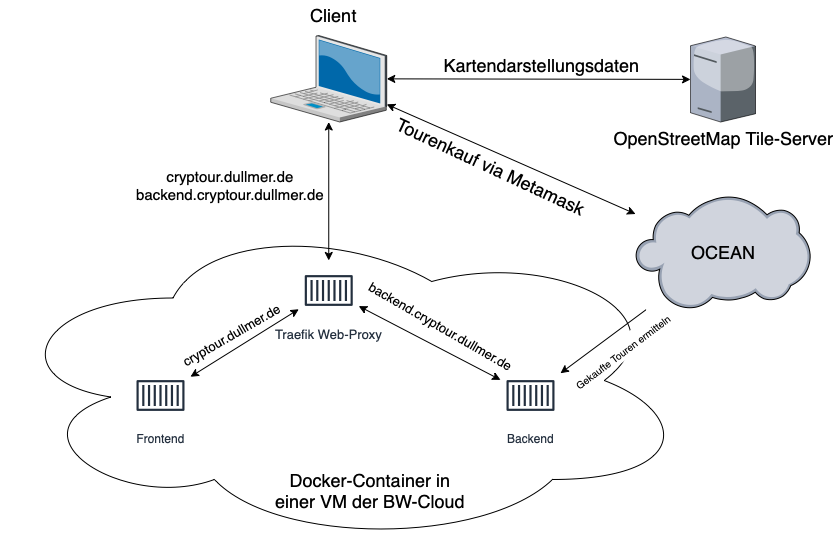 Client
Kartendarstellungsdaten
OpenStreetMap Tile-Server
Tourenkauf via Metamask
cryptour.dullmer.de
backend.cryptour.dullmer.de
OCEAN
Traefik Web-Proxy
cryptour.dullmer.de
backend.cryptour.dullmer.de
Gekaufte Touren ermitteln
Frontend
Backend
Docker-Container in
einer VM der BW-Cloud